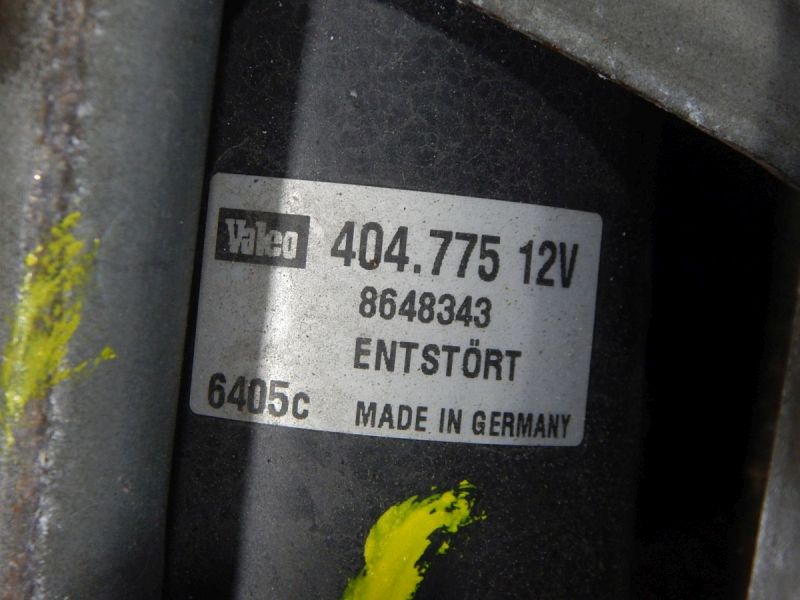 Valeo 404.775 12V
8648343
ENTSTÖRT
6405c MADE IN GERMANY